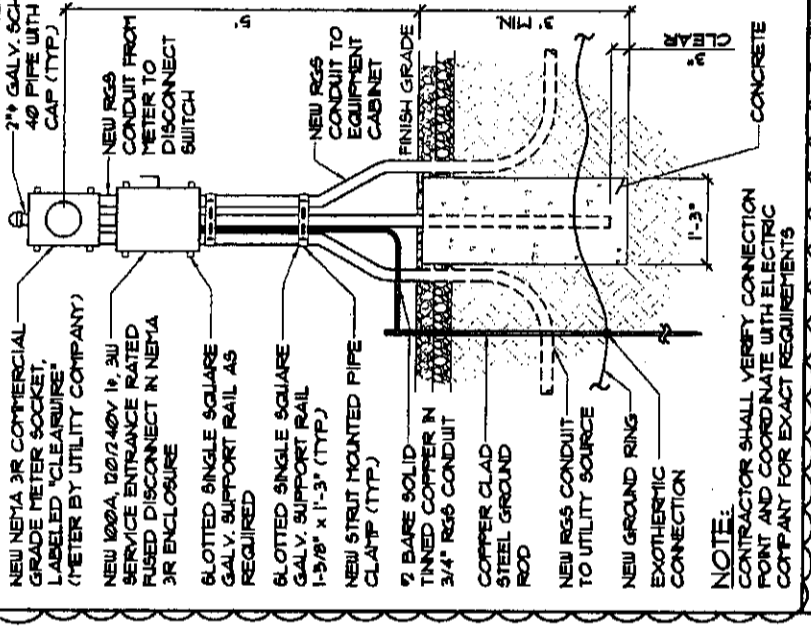 NEW NEMA 3R COMMERCIAL
GRADE METER SOCKET,
LABELED "CLEARWIRE"
(METER BY UTILITY COMPANY)
NEW 100A, 120/240V 1φ, 3W
SERVICE ENTRANCE RATED
FUSED DISCONNECT IN NEMA
3R ENCLOSURE
SLOTTED SINGLE SQUARE
GALV. SUPPORT RAIL AS
REQUIRED
SLOTTED SINGLE SQUARE
GALV. SUPPORT RAIL
1-5/8" x 1'-3" (TYP)
NEW STRUT MOUNTED PIPE
CLAMP (TYP.)
#2 BARE SOLID
TINNED COPPER IN
3/4" RGS CONDUIT
COPPER CLAD
STEEL GROUND
ROD
NEW RGS CONDUIT
TO UTILITY SOURCE
NEW GROUND RING
EXOTHERMIC
CONNECTION
2"φ GALV. SCH
40 PIPE WITH
CAP (TYP.)
NEW RGS
CONDUIT FROM
METER TO
DISCONNECT
SWITCH
NEW RGS
CONDUIT TO
EQUIPMENT
CABINET
FINISH GRADE
5'
3' MIN.
3"
CLEAR
CONCRETE
1'-3"
NOTE:
CONTRACTOR SHALL VERIFY CONNECTION
POINT AND COORDINATE WITH ELECTRIC
COMPANY FOR EXACT REQUIREMENTS